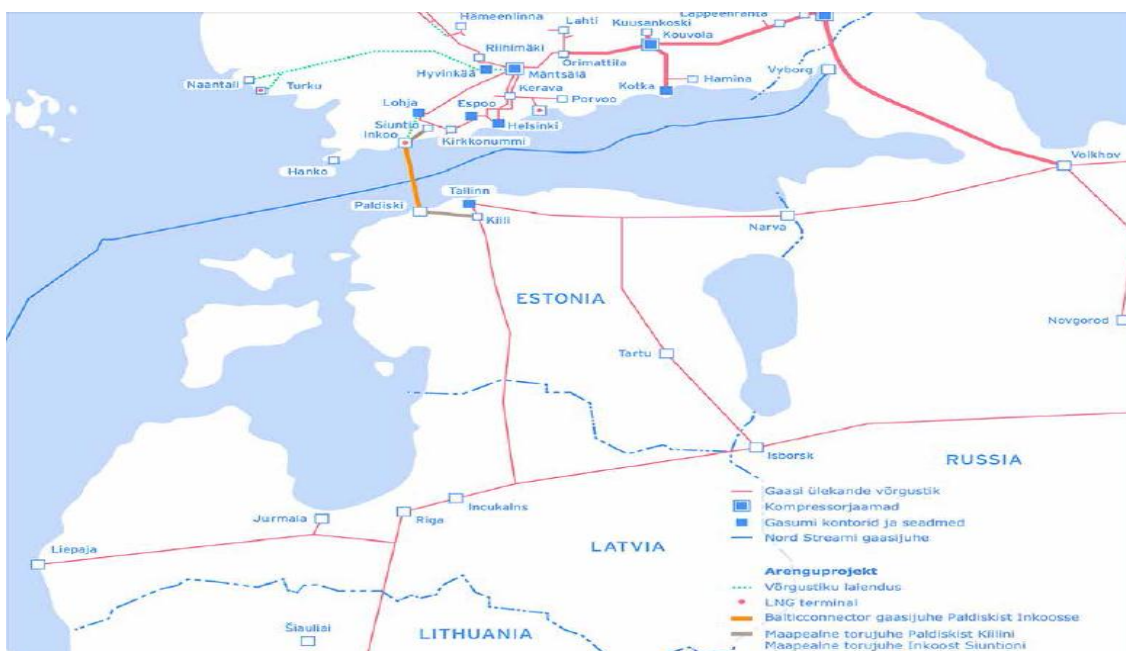 Hämeenlinna
Lahti
Kuusankoski
Lappeenranta
Kouvola
Riihimäki
Orimattila
Hyvinkää
Mäntsälä
Naantali
Turku
Kerava
Kotka
Hamina
Vyborg
Lohja
Espoo
Porvoo
Siuntio
Inkoo
Helsinki
Kirkkonummi
Hanko
Volkhov
Tallinn
Paldiski
Kiili
Narva
ESTONIA
Novgorod
Tartu
Isborsk
RUSSIA
Incukalns
Jurmala
Riga
LATVIA
Liepaja
Šiauliai
LITHUANIA
Gaasi ülekande võrgustik
Kompressorjaamad
Gasumi kontorid ja seadmed
Nord Streami gaasijuhe
Arenguprojekt
Võrgustiku laiendus
LNG terminal
Balticconnector gaasijuhe Paldiskist Inkoosse
Maapealne torujuhe Paldiskist Kiilini
Maapealne torujuhe Inkoost Siuntioni